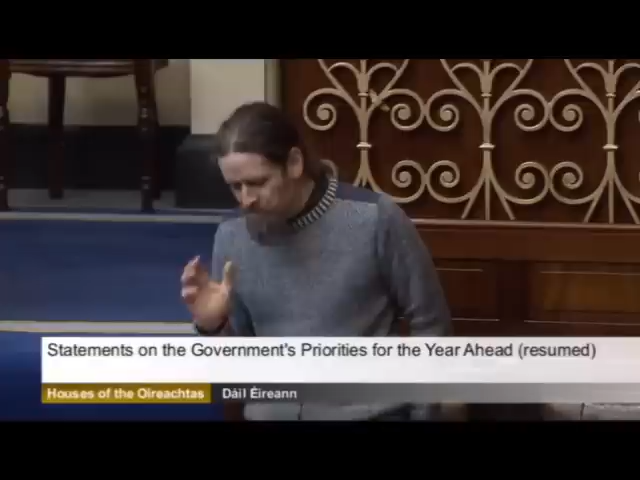 Statements on the Government's Priorities for the Year Ahead (resumed)
Houses of the Oireachtas Dáil Éireann